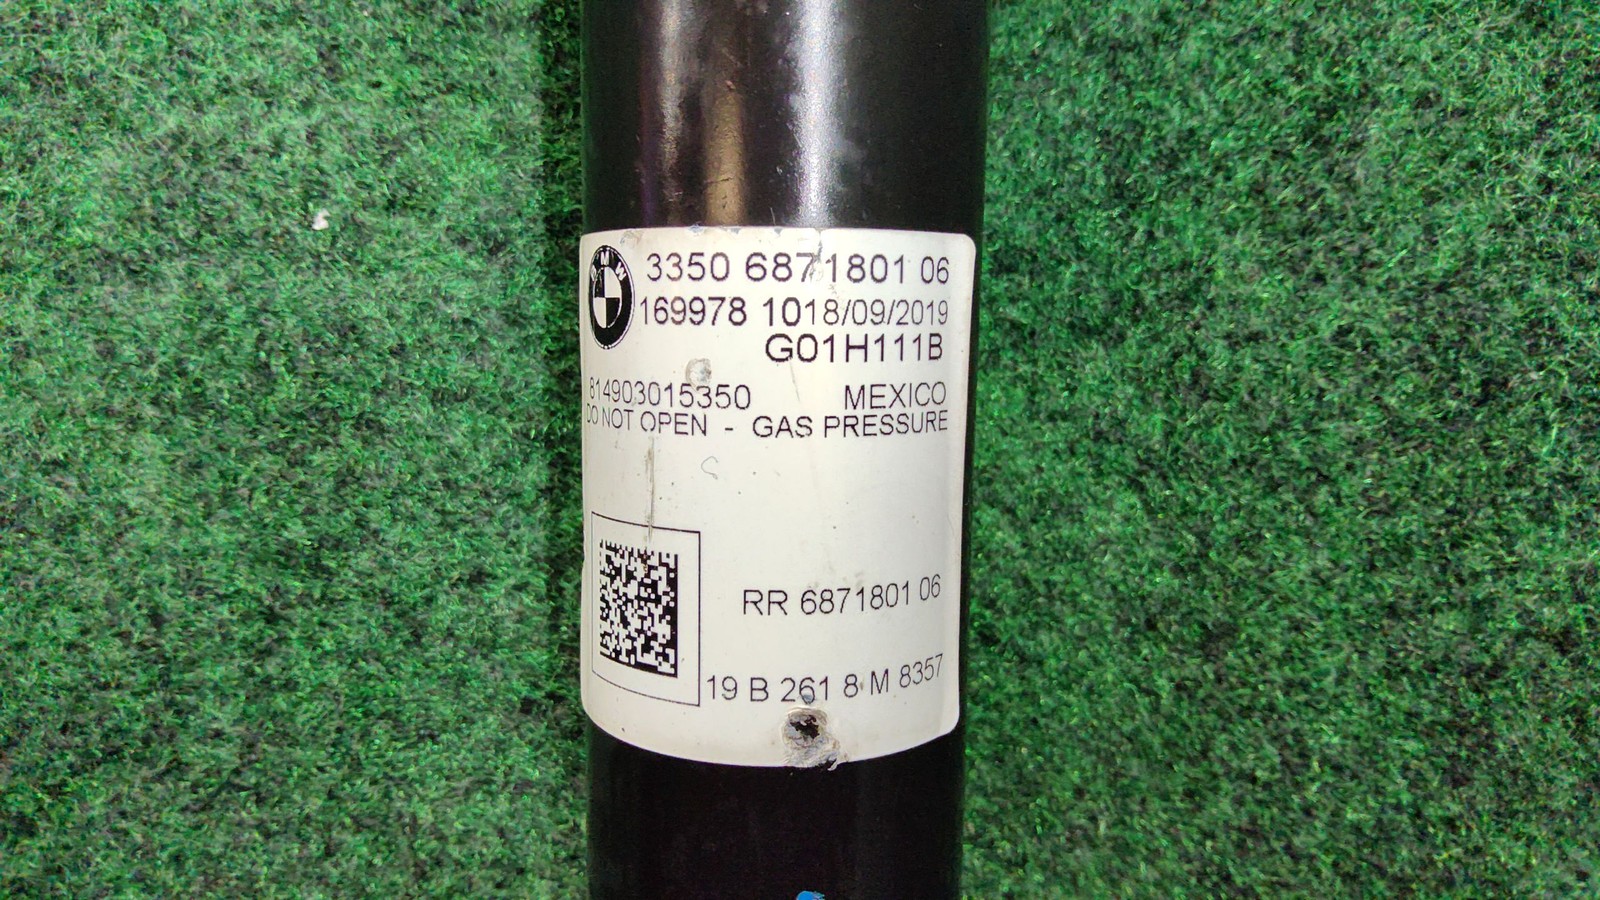 BMW
3350 6871801 06
169978 1018/09/2019
G01H111B
814903015350 MEXICO
DO NOT OPEN - GAS PRESSURE
RR 6871801 06
19 B 261 8 M 8357